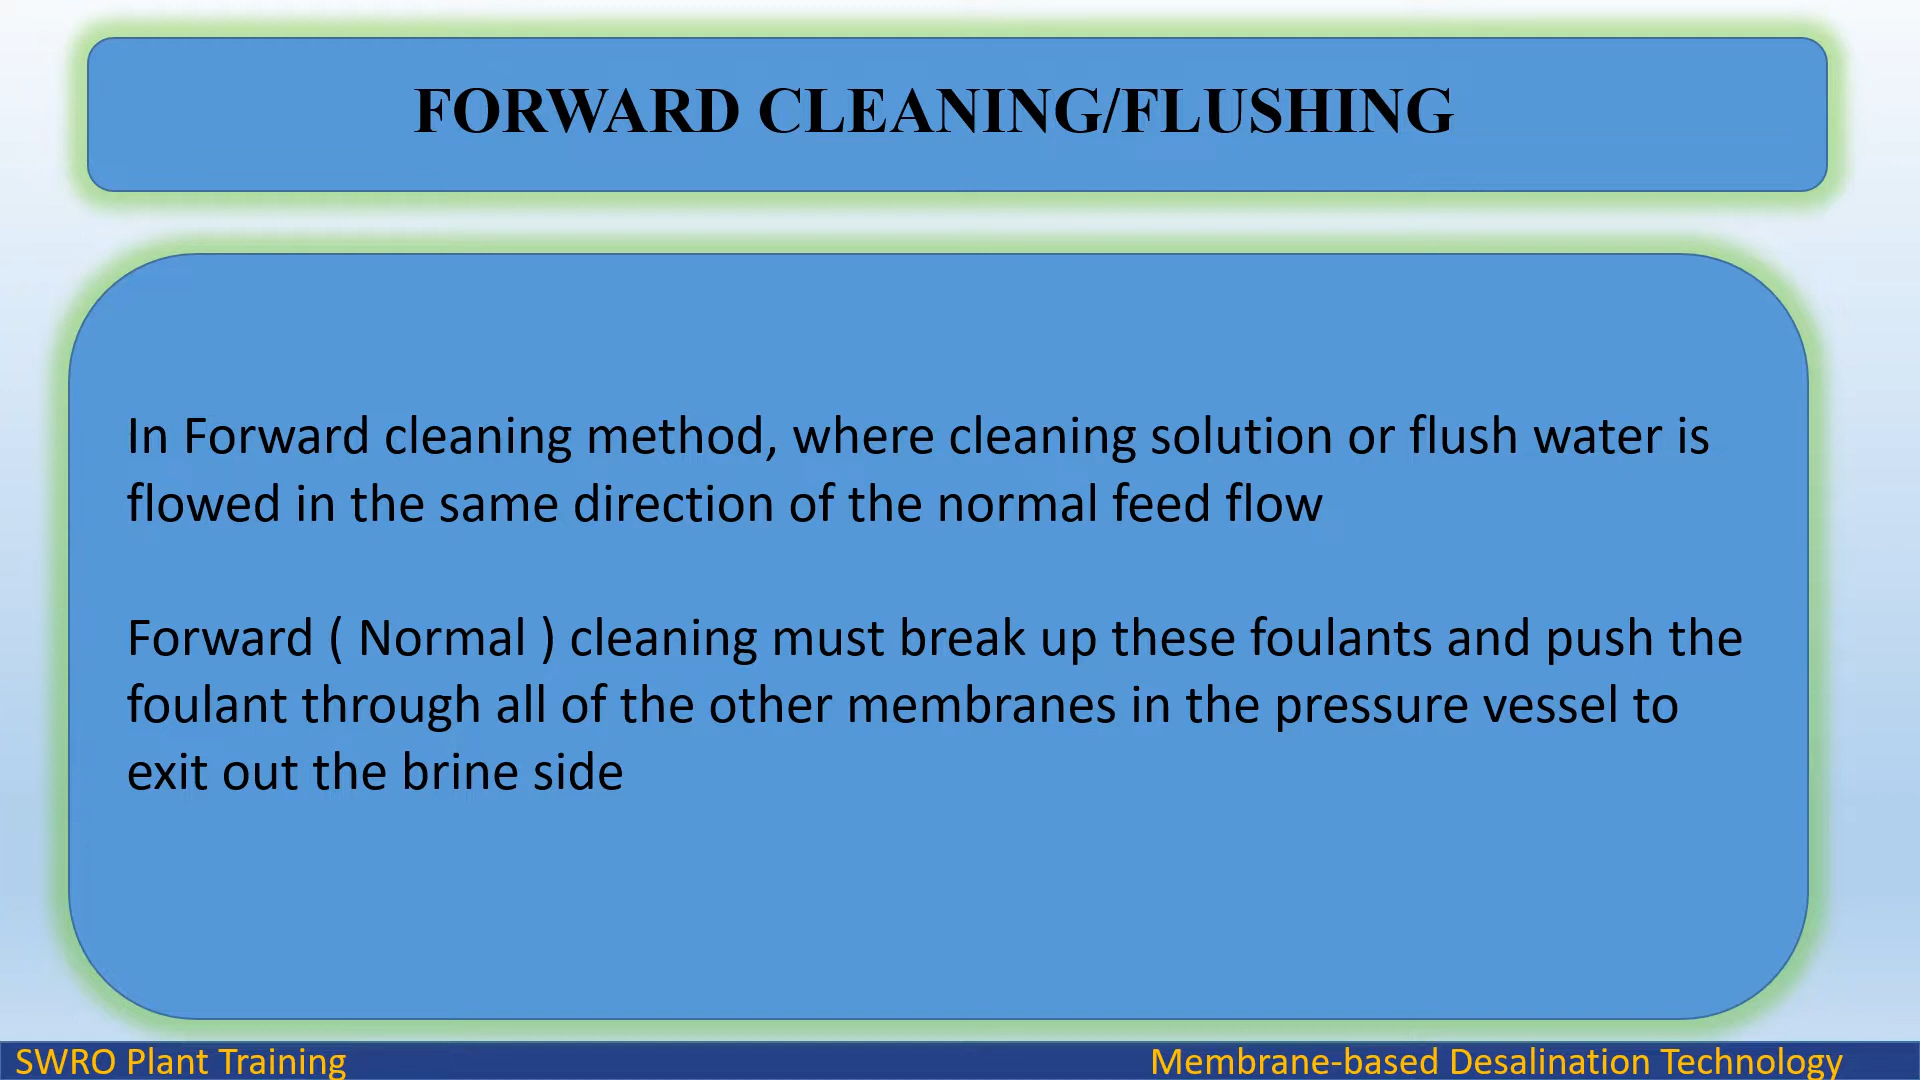 FORWARD CLEANING/FLUSHING
In Forward cleaning method, where cleaning solution or flush water is
flowed in the same direction of the normal feed flow
Forward ( Normal ) cleaning must break up these foulants and push the
foulant through all of the other membranes in the pressure vessel to
exit out the brine side
SWRO Plant Training
Membrane-based Desalination Technology